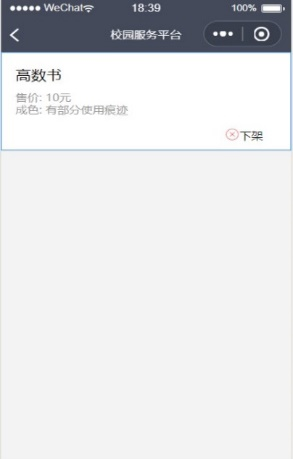 WeChat 18:39 100%
校园服务平台
高数书
售价: 10元
成色: 有部分使用痕迹
下架